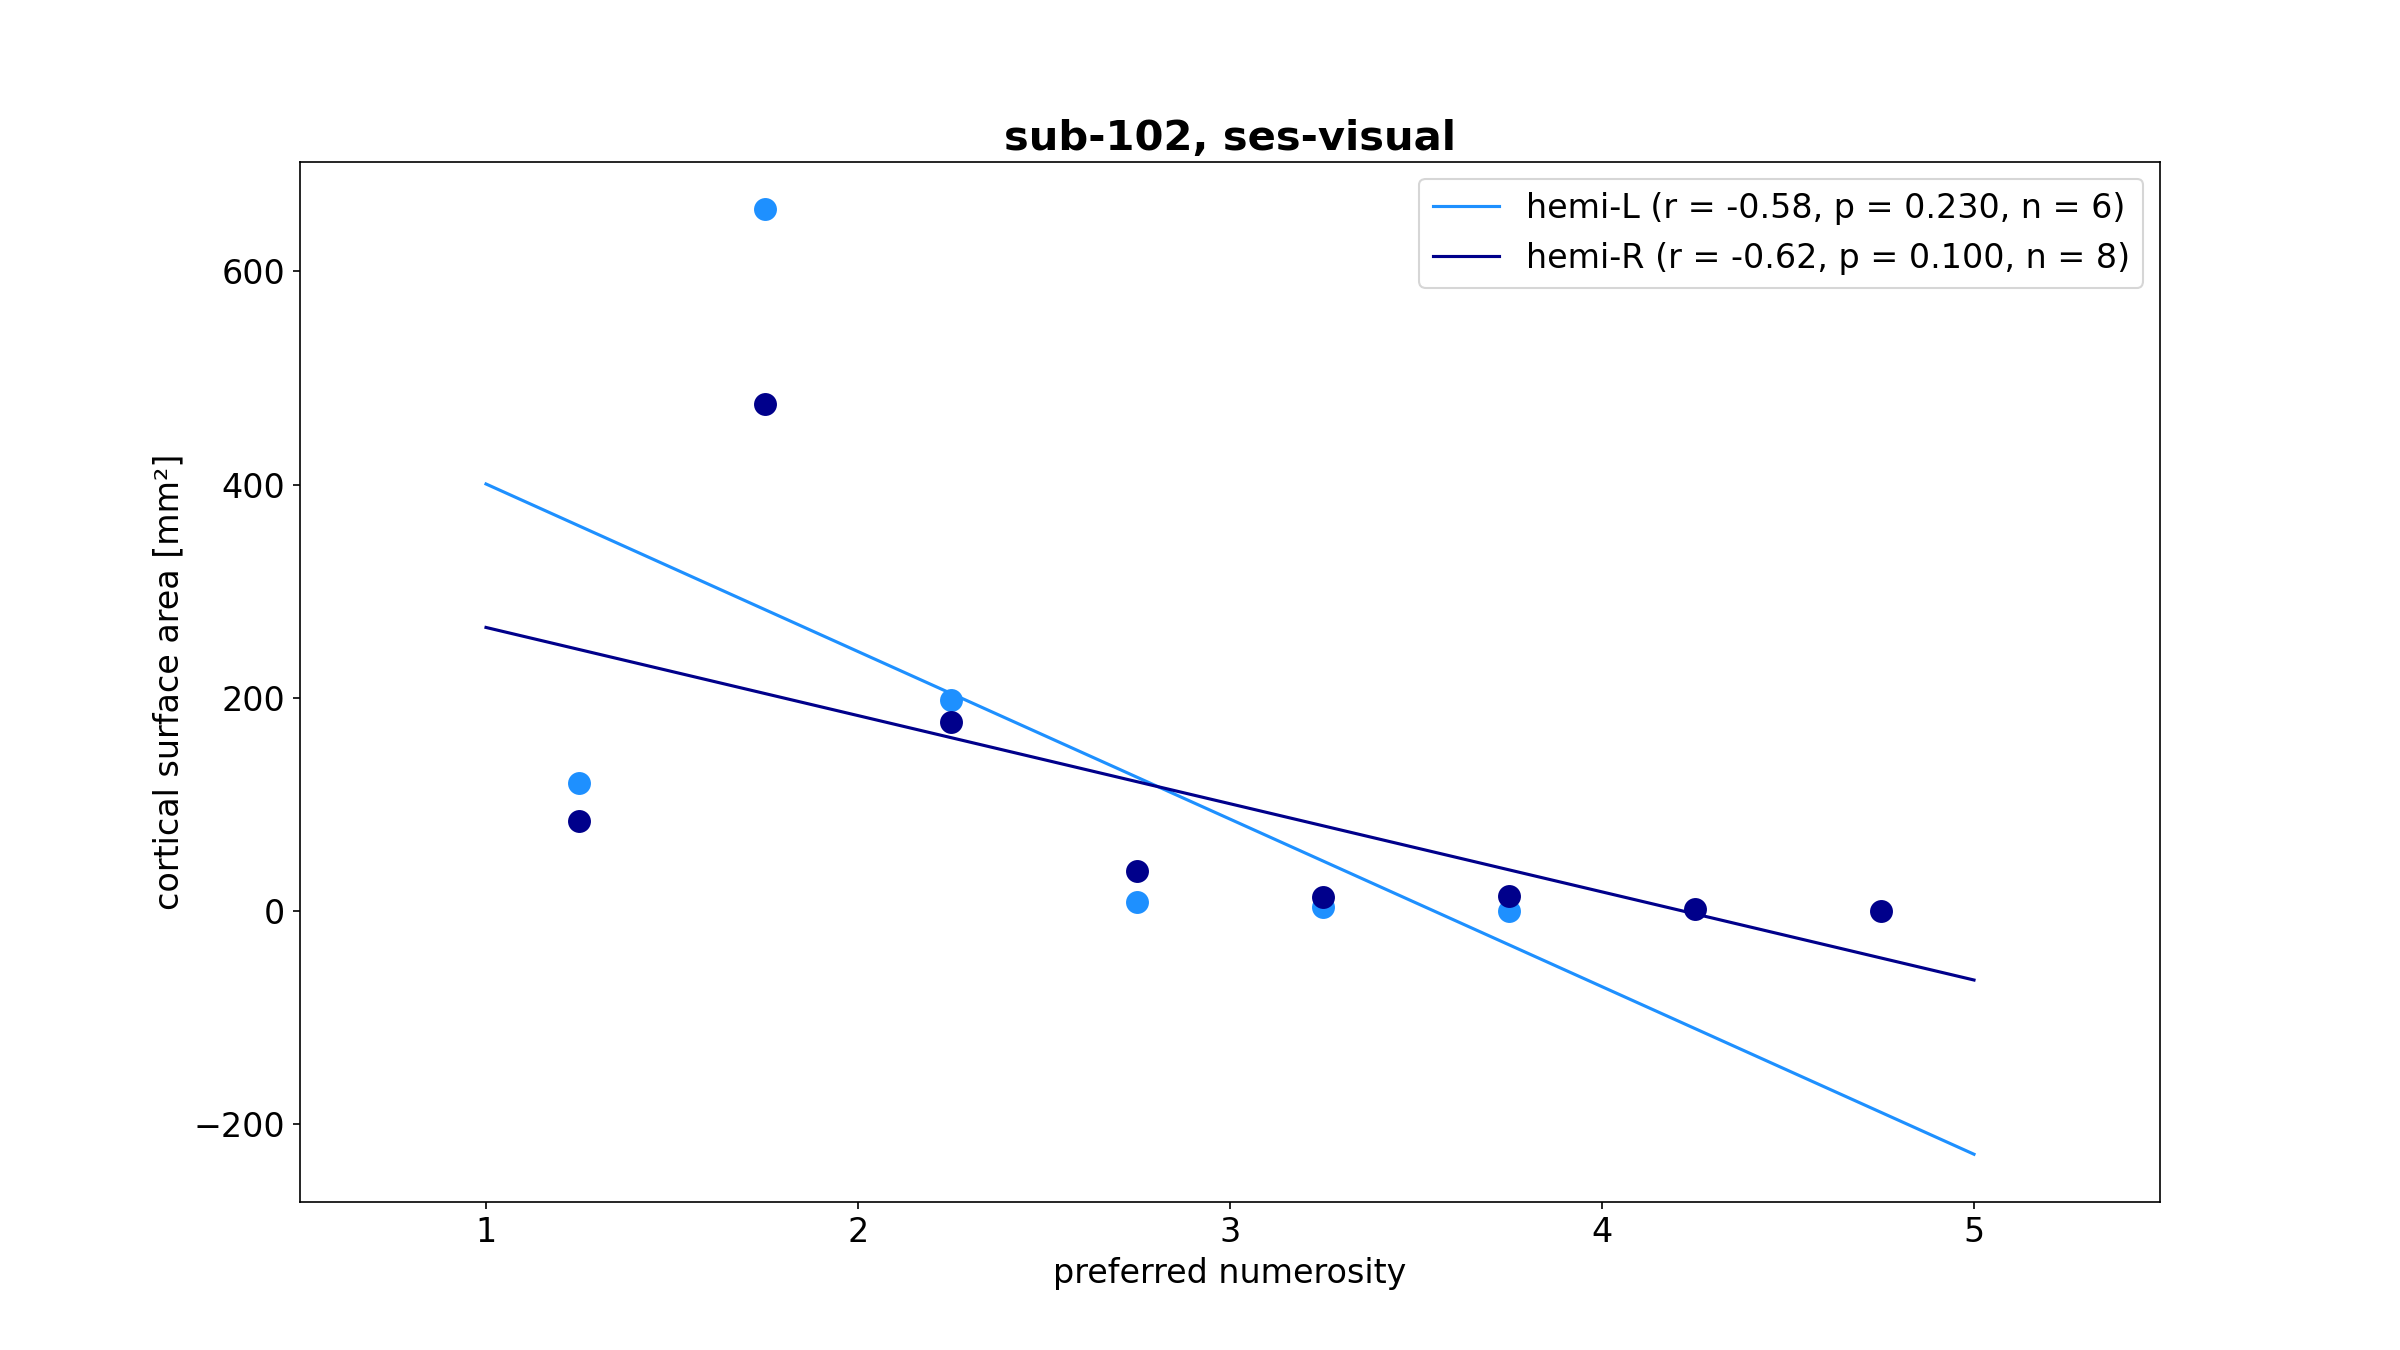 sub-102, ses-visual
hemi-L (r = -0.58, p = 0.230, n = 6)
hemi-R (r = -0.62, p = 0.100, n = 8)
cortical surface area [mm²]
600
400
200
0
−200
1 2 3 4 5
preferred numerosity